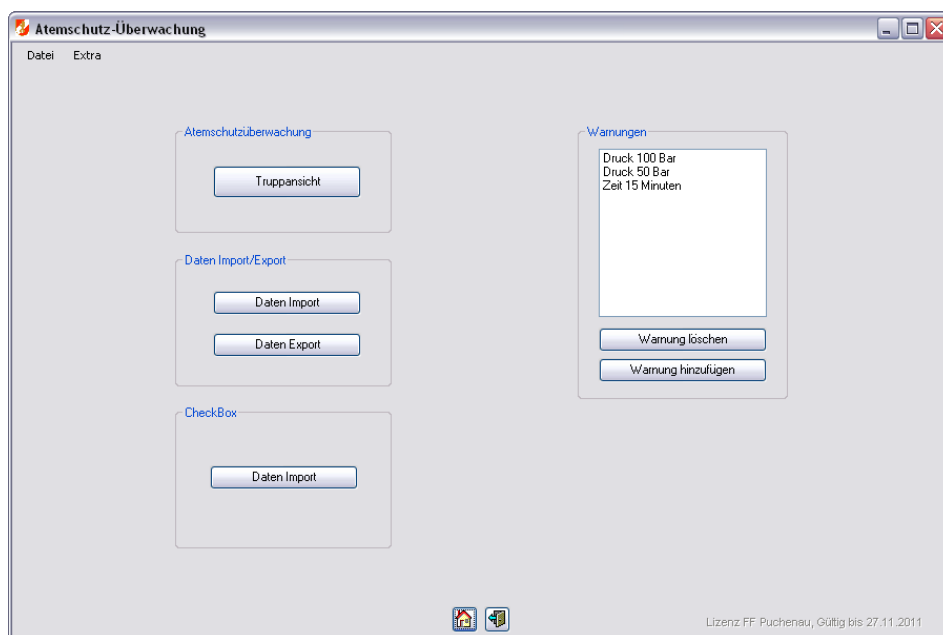 Atemschutz-Überwachung
Datei Extra
Atemschutzüberwachung
Truppansicht
Daten Import/Export
Daten Import
Daten Export
CheckBox
Daten Import
Warnungen
Druck 100 Bar
Druck 50 Bar
Zeit 15 Minuten
Warnung löschen
Warnung hinzufügen
Lizenz FF Puchenau, Gültig bis 27.11.2011